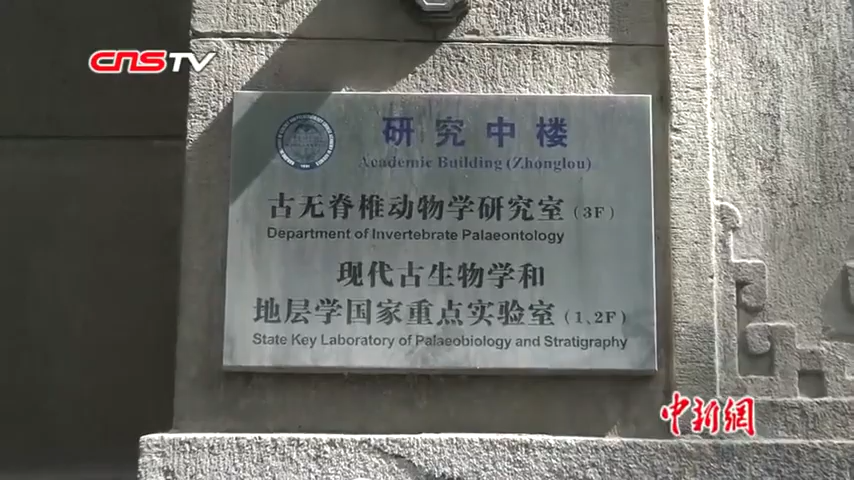 CNSTV
研究中楼
Academic Building (Zhonglou)
古无脊椎动物学研究室（3F）
Department of Invertebrate Palaeontology
现代古生物学和
地层学国家重点实验室（1、2F）
State Key Laboratory of Palaeobiology and Stratigraphy
中新網